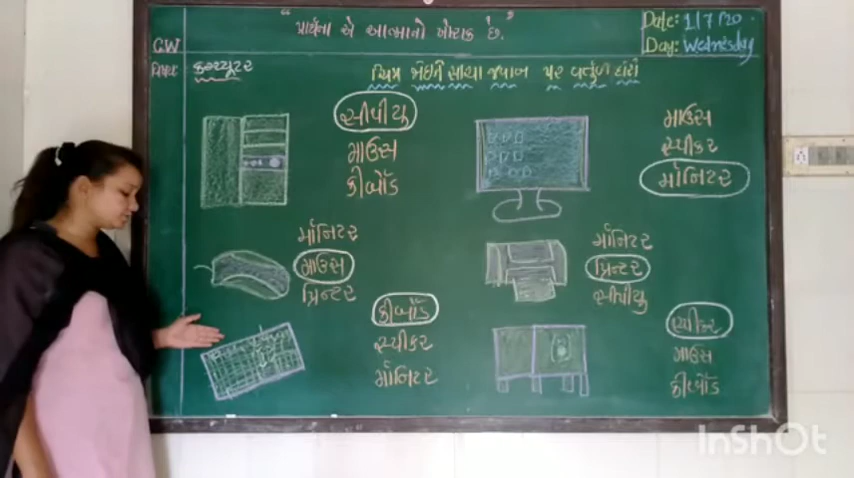 "પ્રાર્થના એ આત્માનો ખોરાક છે."
Date: 1/7/20
Day: Wednesday
C.W
વિષય: કમ્પ્યૂટર
ચિત્ર જોઈને સાચા જવાબ પર વર્તુળ દોરો
સીપીયુ
માઉસ
કીબોર્ડ
માઉસ
સ્પીકર
મોનિટર
મોનિટર
માઉસ
પ્રિન્ટર
મોનિટર
પ્રિન્ટર
સીપીયુ
કીબોર્ડ
સ્પીકર
મોનિટર
સ્પીકર
માઉસ
કીબોર્ડ
InShOt